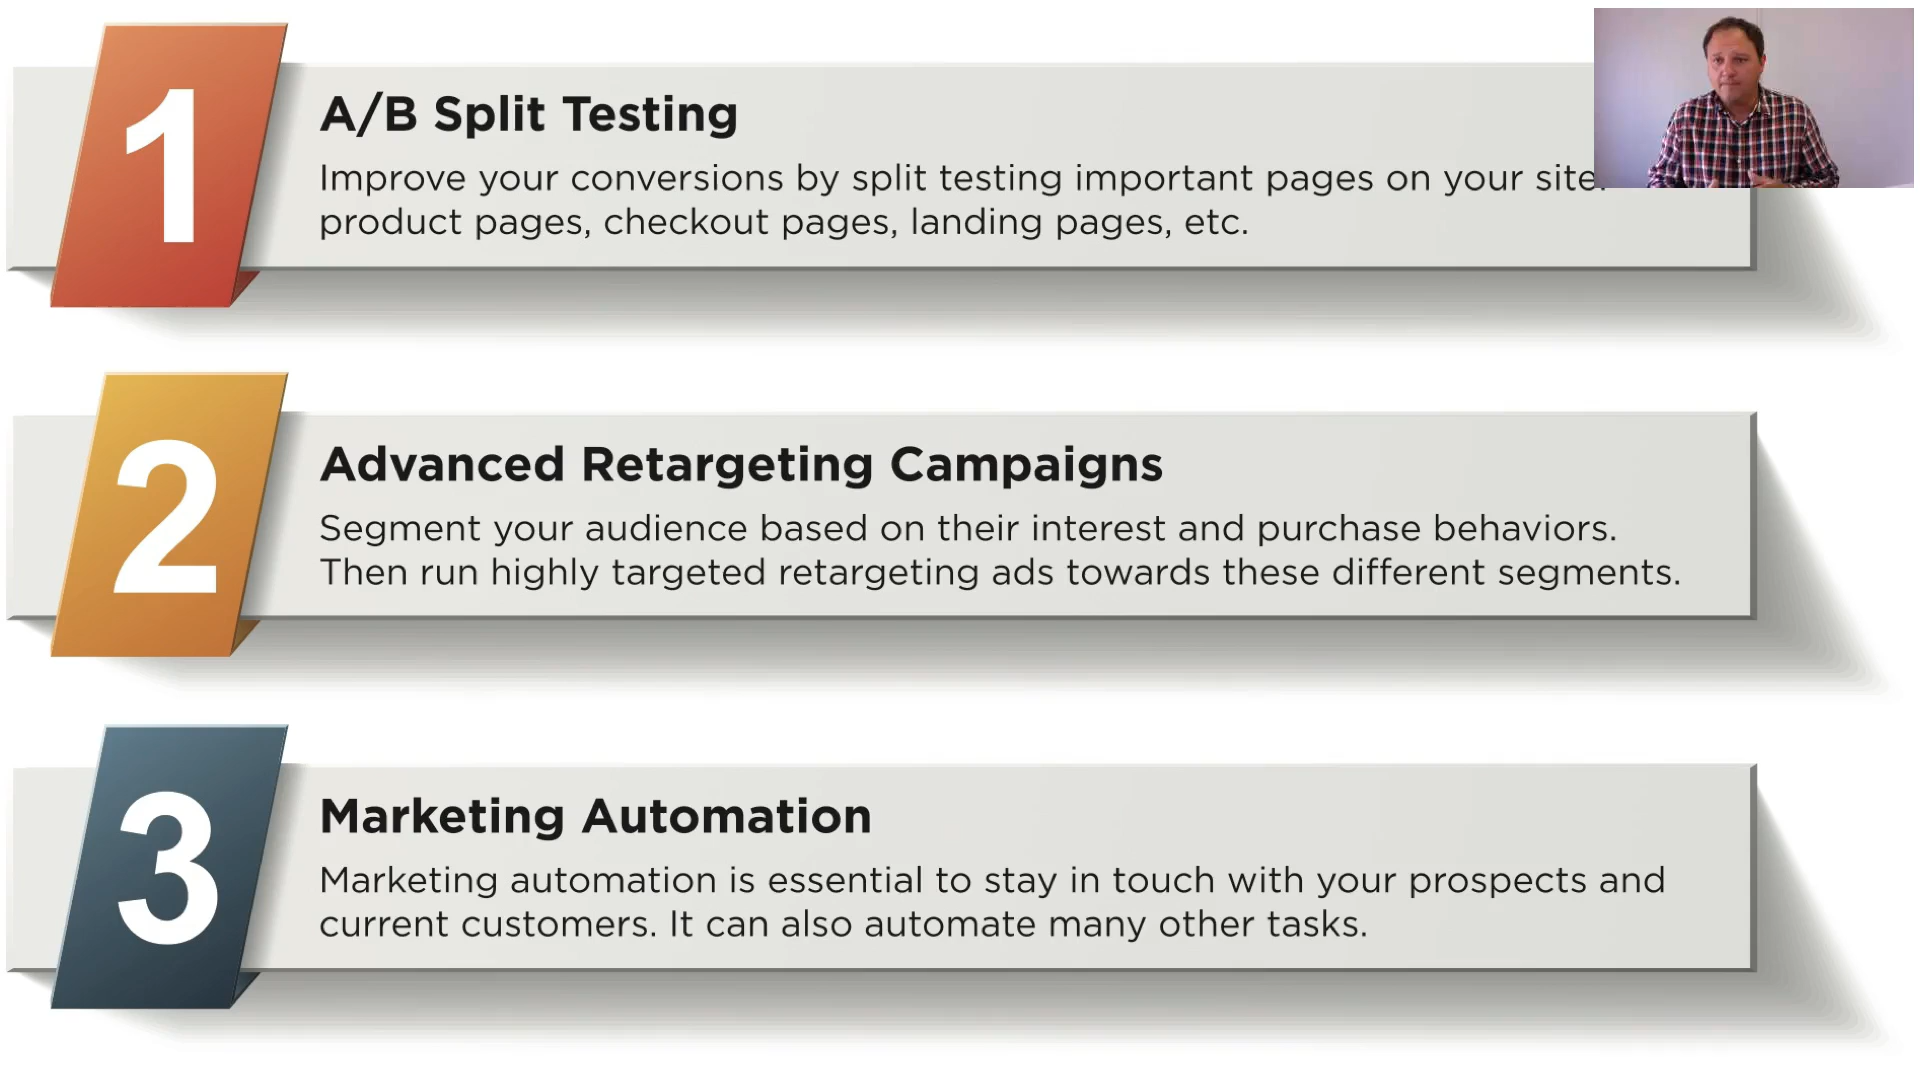 1
A/B Split Testing
Improve your conversions by split testing important pages on your site:
product pages, checkout pages, landing pages, etc.
2
Advanced Retargeting Campaigns
Segment your audience based on their interest and purchase behaviors.
Then run highly targeted retargeting ads towards these different segments.
3
Marketing Automation
Marketing automation is essential to stay in touch with your prospects and
current customers. It can also automate many other tasks.